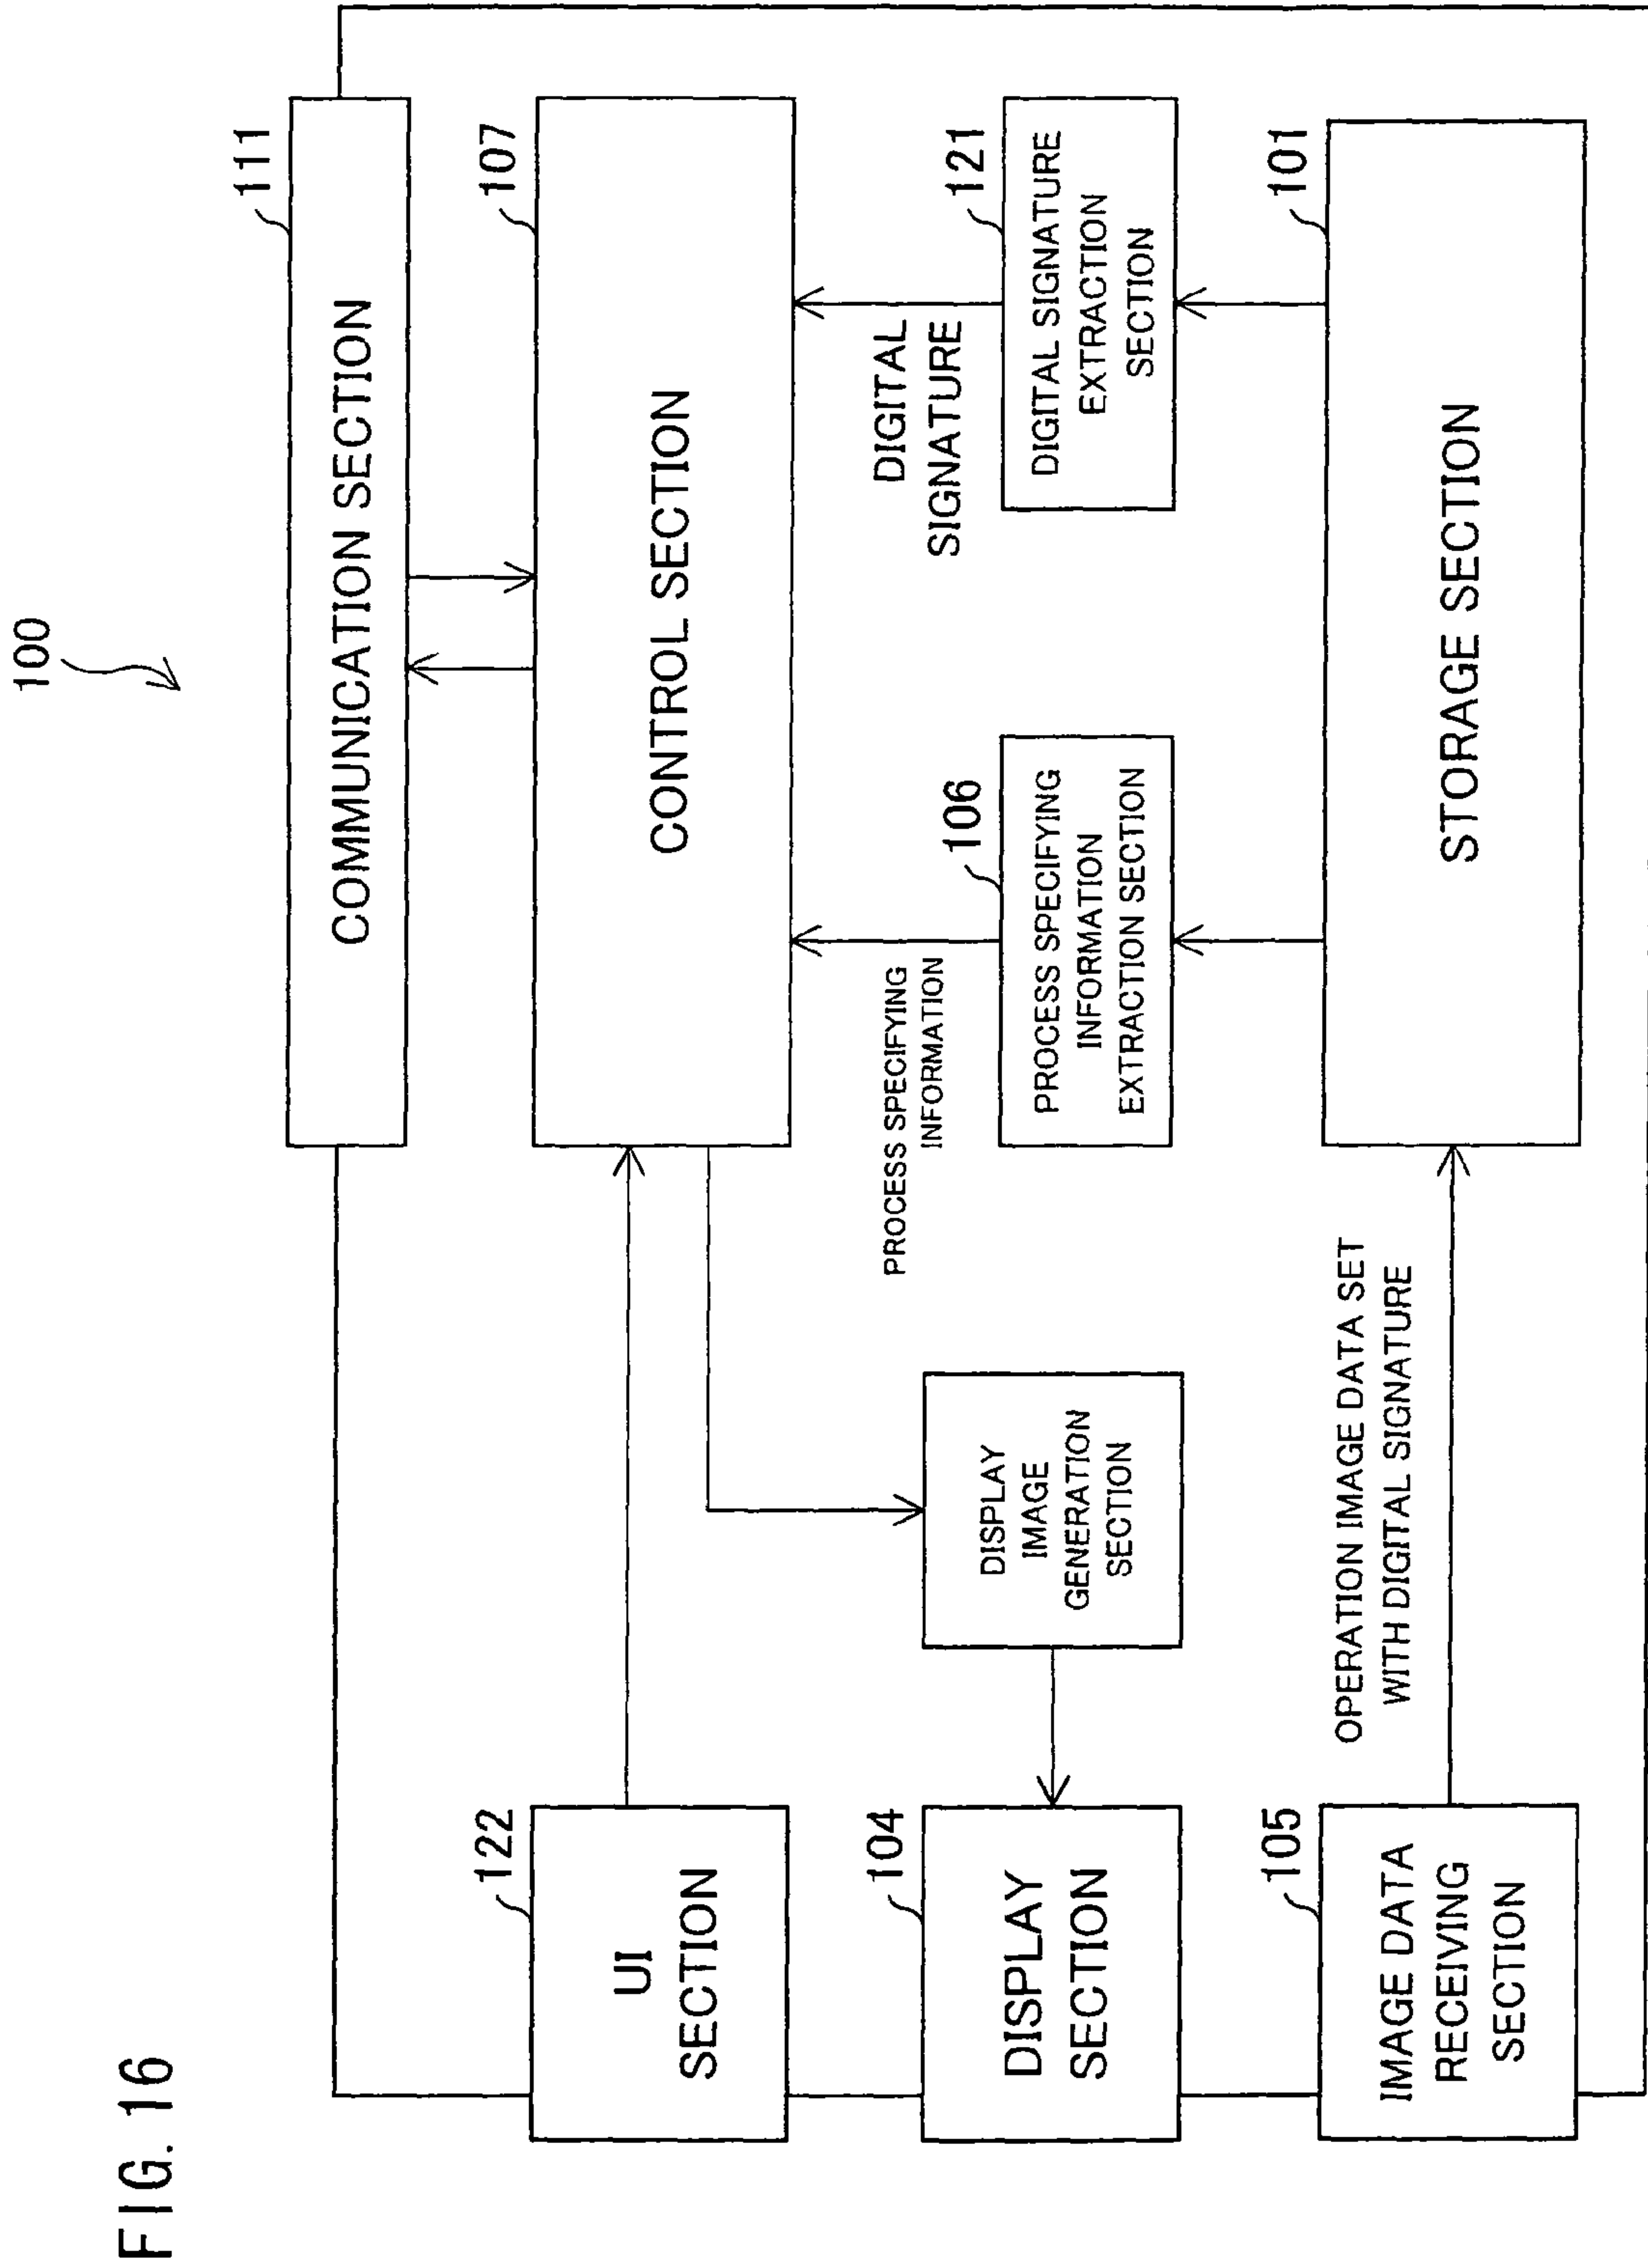 FIG. 16
100
111
COMMUNICATION SECTION
122
UI
SECTION
107
CONTROL SECTION
104
DISPLAY
SECTION
DISPLAY
IMAGE
GENERATION
SECTION
PROCESS SPECIFYING
INFORMATION
DIGITAL
SIGNATURE
106
PROCESS SPECIFYING
INFORMATION
EXTRACTION SECTION
121
DIGITAL SIGNATURE
EXTRACTION
SECTION
105
IMAGE DATA
RECEIVING
SECTION
OPERATION IMAGE DATA SET
WITH DIGITAL SIGNATURE
101
STORAGE SECTION